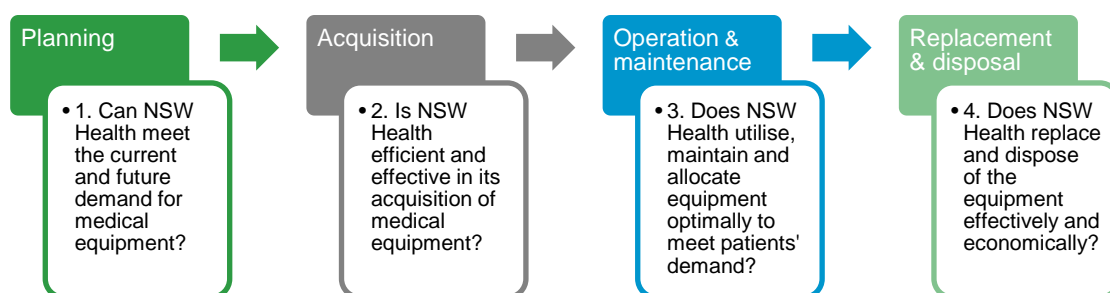 Planning
• 1. Can NSW
Health meet
the current
and future
demand for
medical
equipment?
Acquisition
• 2. Is NSW
Health
efficient and
effective in its
acquisition of
medical
equipment?
Operation &
maintenance
• 3. Does NSW
Health utilise,
maintain and
allocate
equipment
optimally to
meet patients'
demand?
Replacement
& disposal
• 4. Does NSW
Health replace
and dispose
of the
equipment
effectively and
economically?